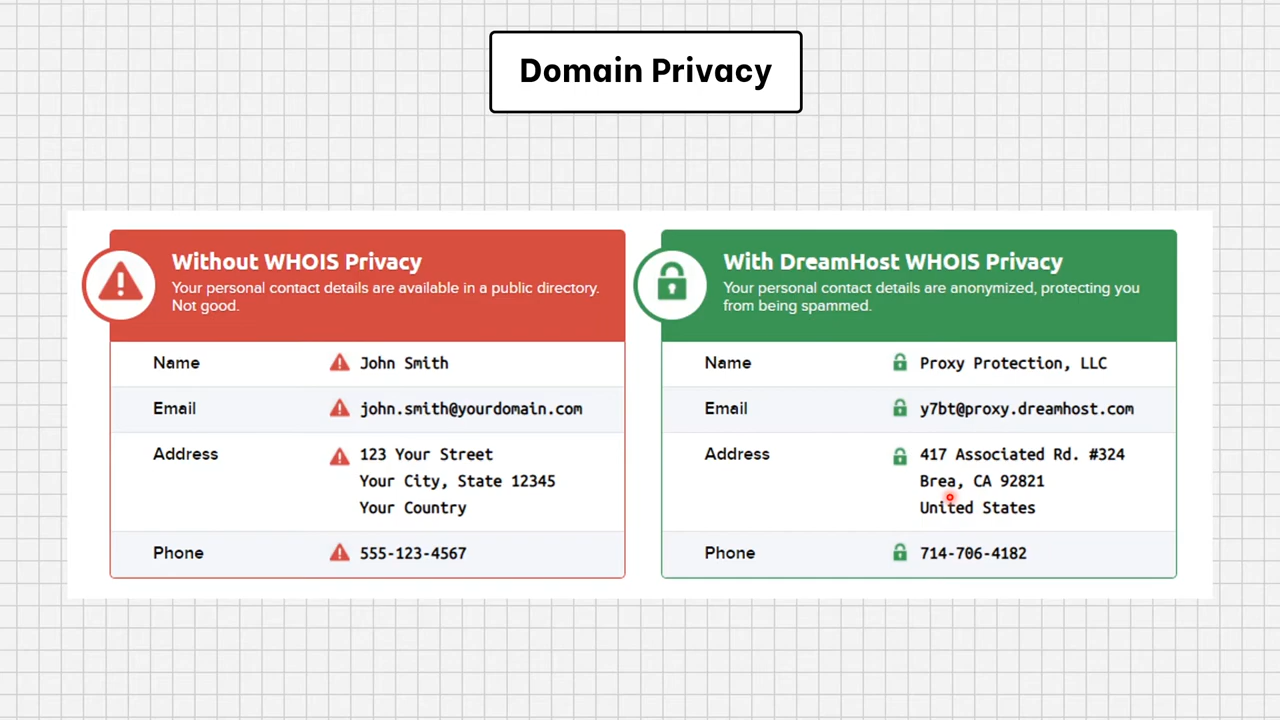 Domain Privacy
Without WHOIS Privacy
Your personal contact details are available in a public directory.
Not good.
Name John Smith
Email john.smith@yourdomain.com
Address 123 Your Street
Your City, State 12345
Your Country
Phone 555-123-4567
With DreamHost WHOIS Privacy
Your personal contact details are anonymized, protecting you
from being spammed.
Name Proxy Protection, LLC
Email y7bt@proxy.dreamhost.com
Address 417 Associated Rd. #324
Brea, CA 92821
United States
Phone 714-706-4182